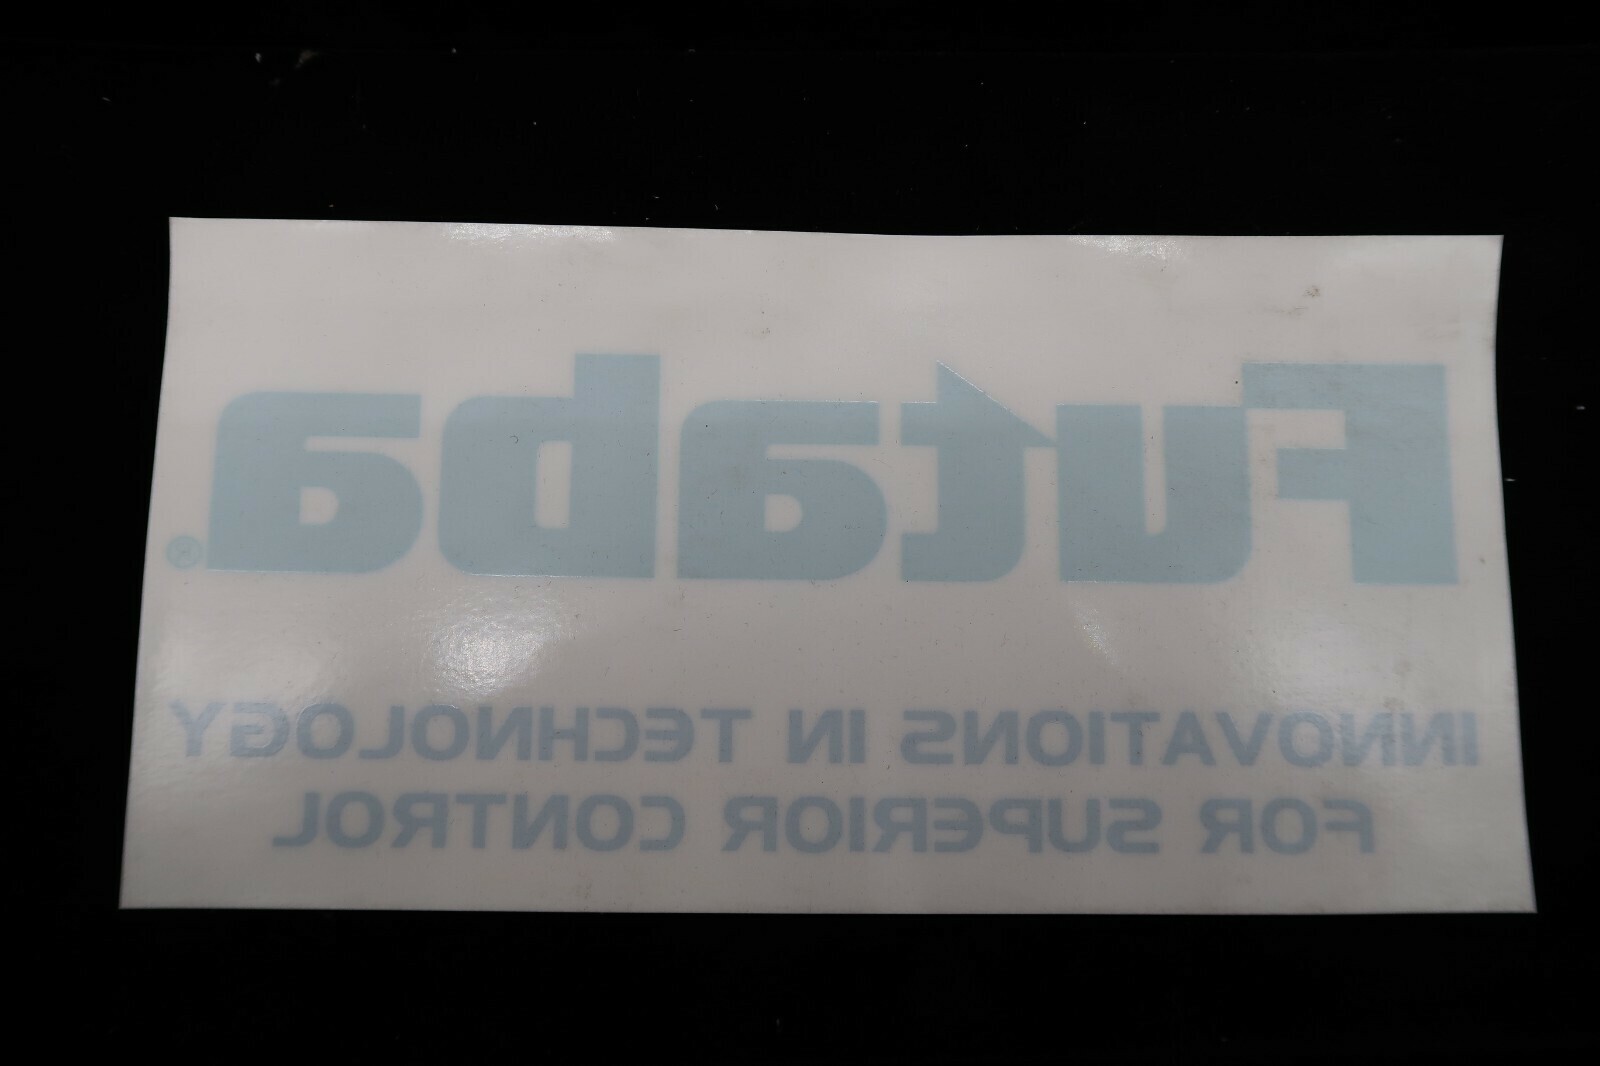 Futaba®
INNOVATIONS IN TECHNOLOGY
FOR SUPERIOR CONTROL